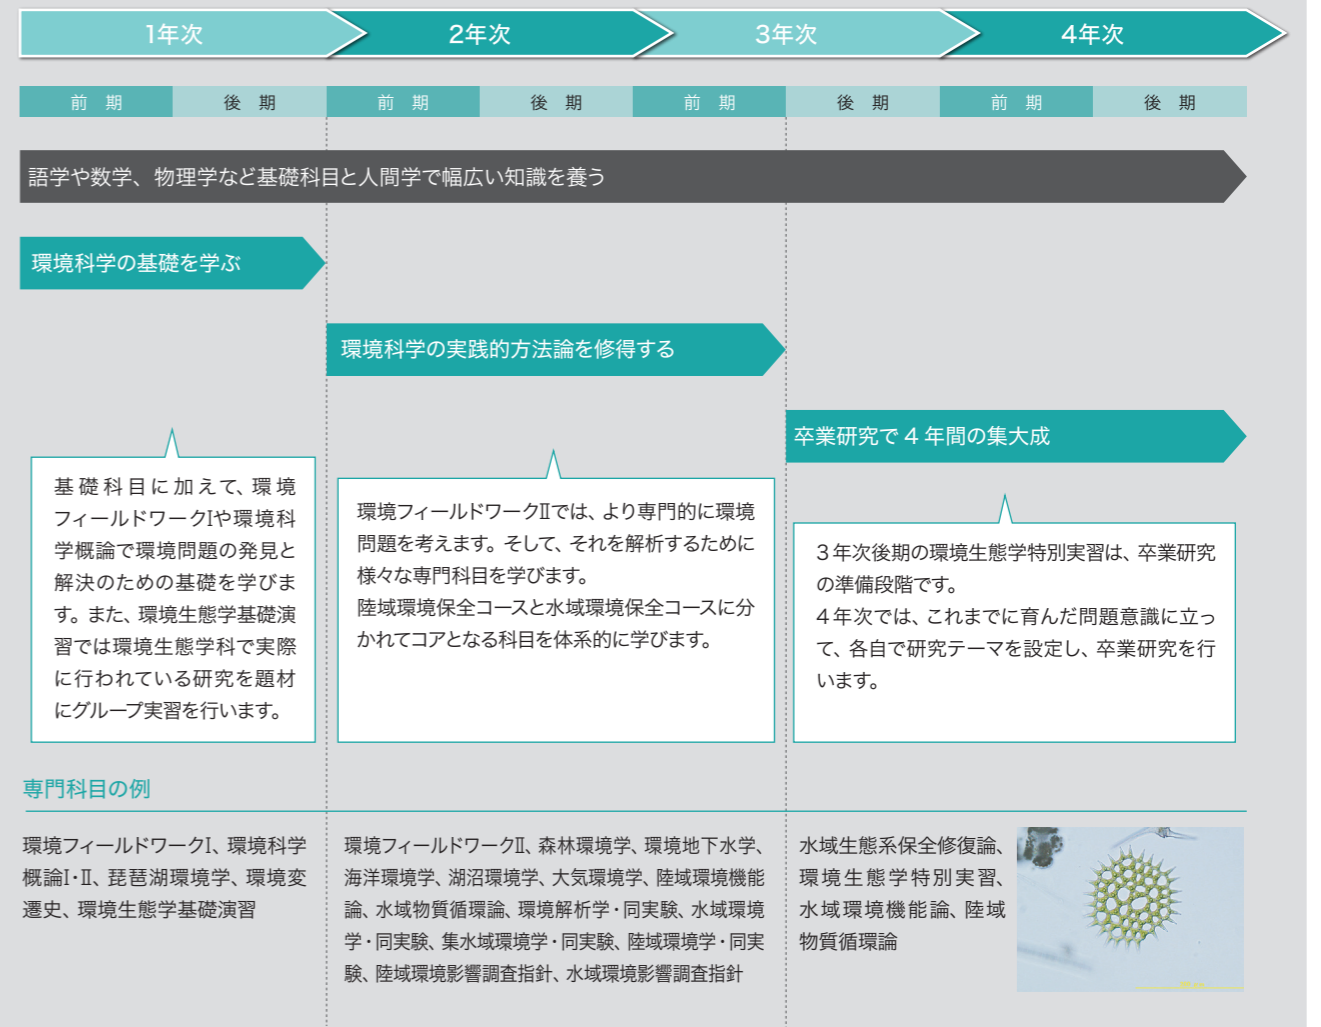 1年次
2年次
3年次
4年次
前 期
後 期
前 期
後 期
前 期
後 期
前 期
後 期
語学や数学、物理学など基礎科目と人間学で幅広い知識を養う
環境科学の基礎を学ぶ
環境科学の実践的方法論を修得する
卒業研究で 4 年間の集大成
基礎科目に加えて、環境
フィールドワークⅠや環境科
学概論で環境問題の発見と
解決のための基礎を学びま
す。また、環境生態学基礎演
習では環境生態学科で実際
に行われている研究を題材
にグループ実習を行います。
環境フィールドワークⅡでは、より専門的に環境
問題を考えます。そして、それを解析するために
様々な専門科目を学びます。
陸域環境保全コースと水域環境保全コースに分
かれてコアとなる科目を体系的に学びます。
3年次後期の環境生態学特別実習は、卒業研究
の準備段階です。
4年次では、これまでに育んだ問題意識に立っ
て、各自で研究テーマを設定し、卒業研究を行
います。
専門科目の例
環境フィールドワークⅠ、環境科学
概論Ⅰ・Ⅱ、琵琶湖環境学、環境変
遷史、環境生態学基礎演習
環境フィールドワークⅡ、森林環境学、環境地下水学、
海洋環境学、湖沼環境学、大気環境学、陸域環境機能
論、水域物質循環論、環境解析学・同実験、水域環境
学・同実験、集水域環境学・同実験、陸域環境学・同実
験、陸域環境影響調査指針、水域環境影響調査指針
水域生態系保全修復論、
環境生態学特別実習、
水域環境機能論、陸域
物質循環論